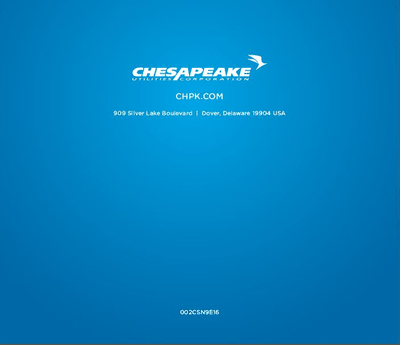 CHESAPEAKE
UTILITIES CORPORATION
CHPK.COM
909 Silver Lake Boulevard | Dover, Delaware 19904 USA
002CSN9E16